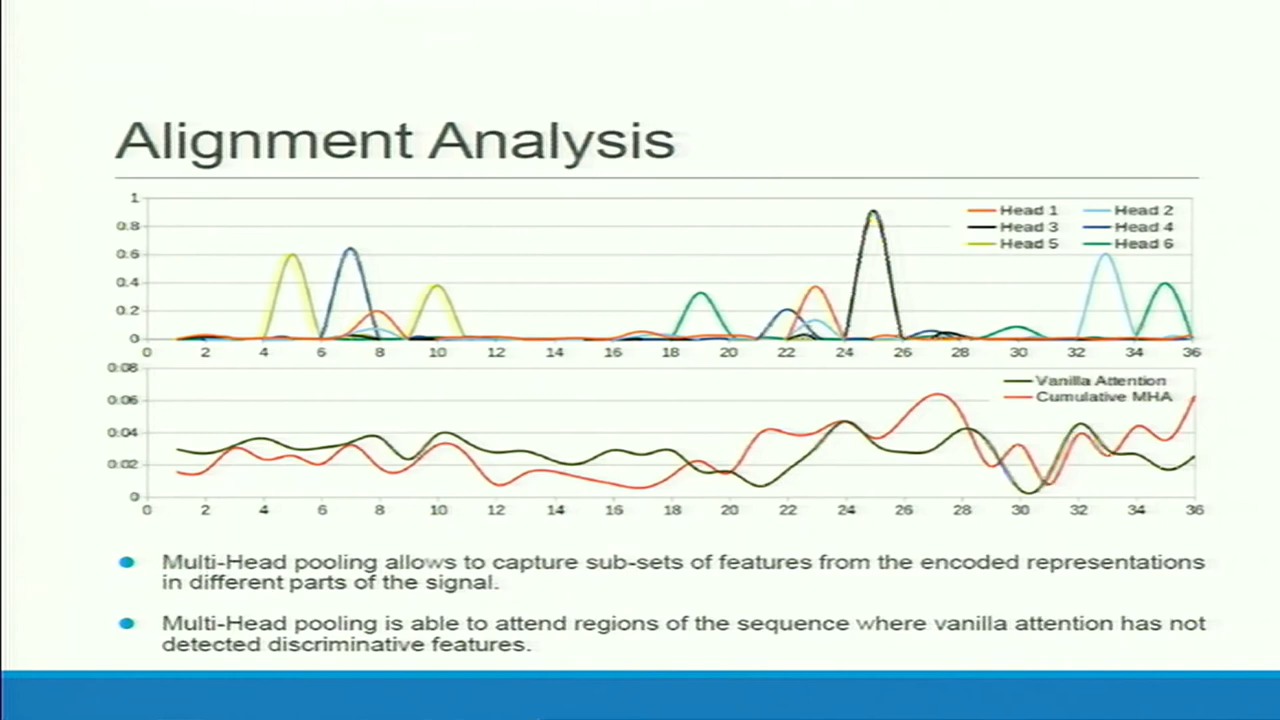 Alignment Analysis
1
0.8
0.6
0.4
0.2
0
Head 1 Head 2
Head 3 Head 4
Head 5 Head 6
0 2 4 6 8 10 12 14 16 18 20 22 24 26 28 30 32 34 36
0.08
0.06
0.04
0.02
0
Vanilla Attention
Cumulative MHA
0 2 4 6 8 10 12 14 16 18 20 22 24 26 28 30 32 34 36
Multi-Head pooling allows to capture sub-sets of features from the encoded representations
in different parts of the signal.
Multi-Head pooling is able to attend regions of the sequence where vanilla attention has not
detected discriminative features.